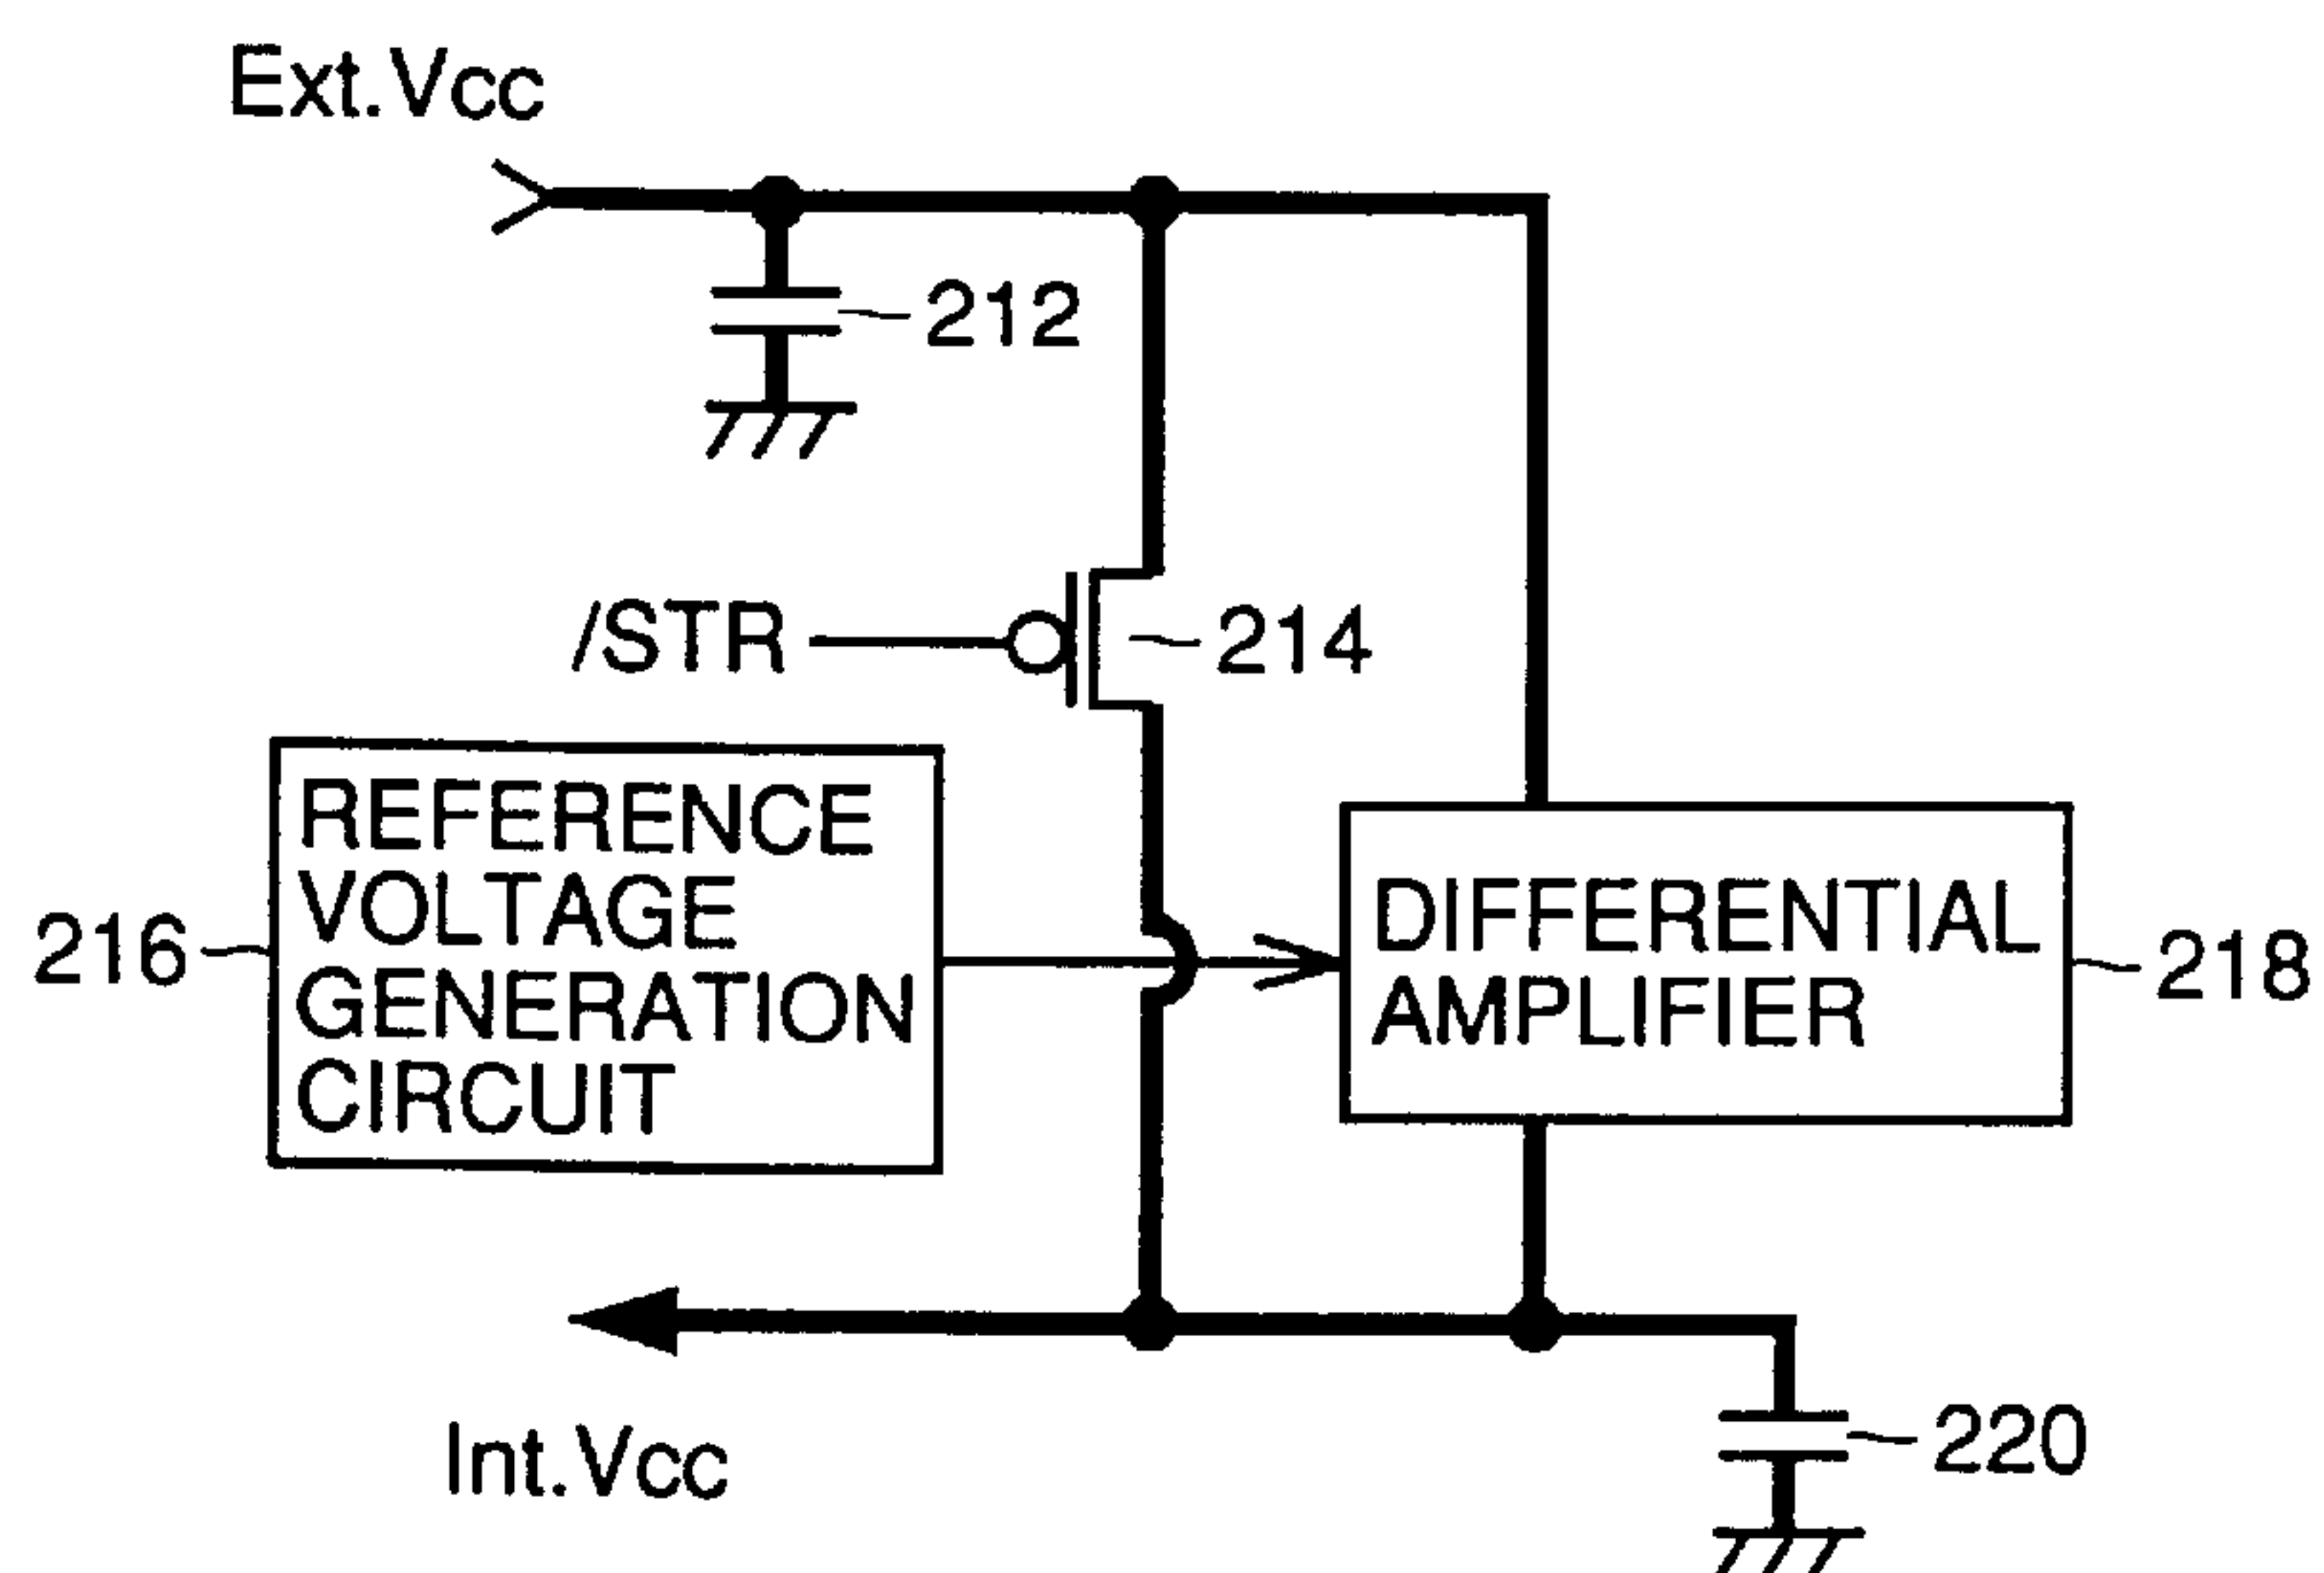 Ext.Vcc
212
/STR
214
REFERENCE
VOLTAGE
GENERATION
CIRCUIT
216
DIFFERENTIAL
AMPLIFIER
218
Int.Vcc
220